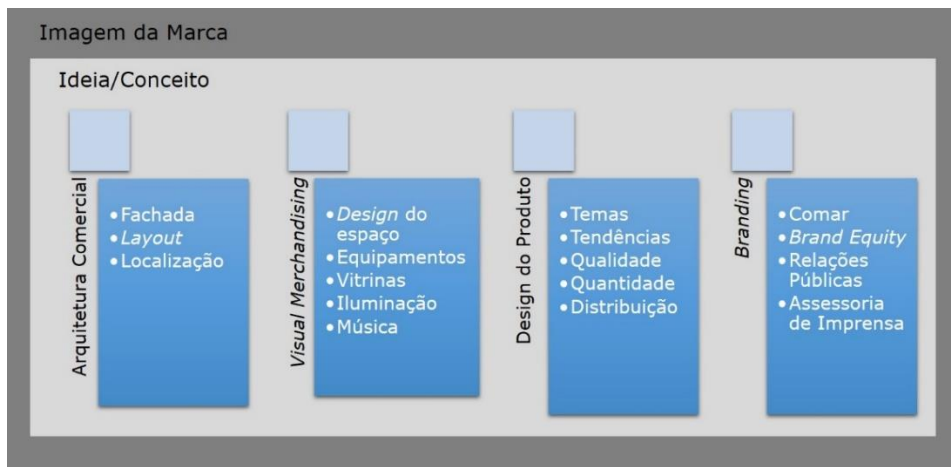 Imagem da Marca
Ideia/Conceito
Arquitetura Comercial
•Fachada
•Layout
•Localização
Visual Merchandising
•Design do
espaço
•Equipamentos
•Vitrinas
•Iluminação
•Música
Design do Produto
•Temas
•Tendências
•Qualidade
•Quantidade
•Distribuição
Branding
•Comar
•Brand Equity
•Relações
Públicas
•Assessoria
de Imprensa